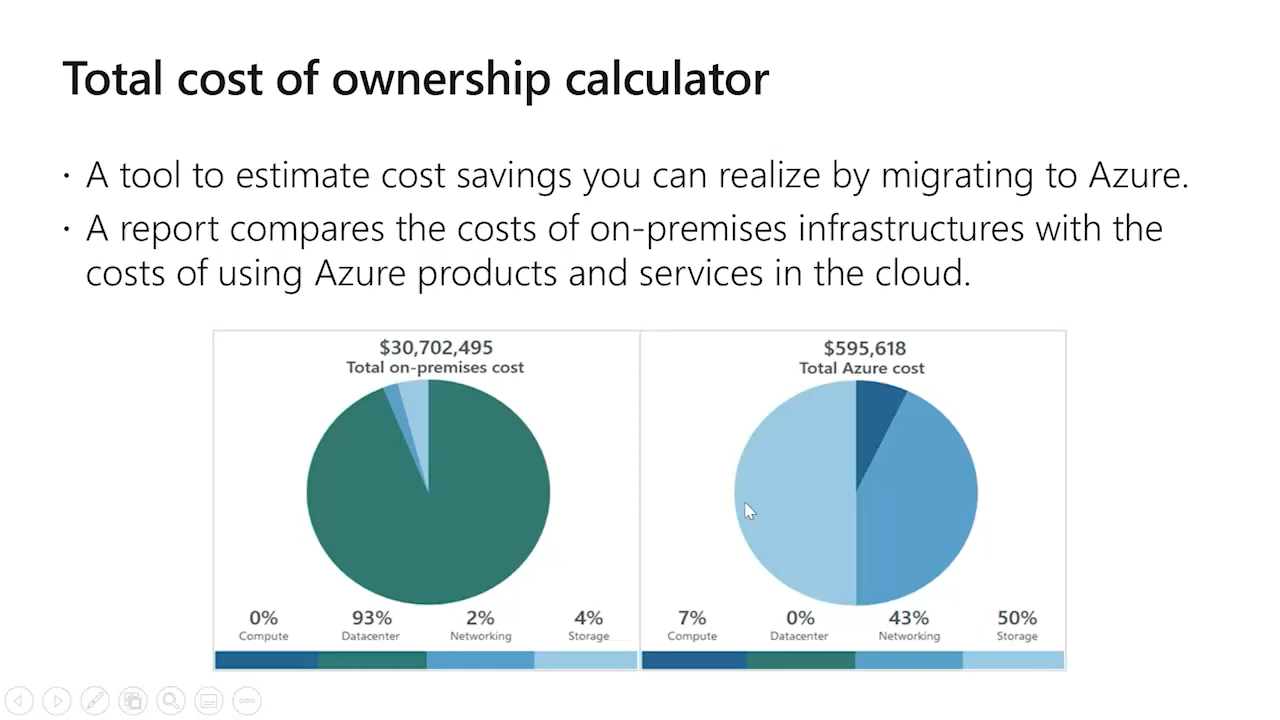 Total cost of ownership calculator
· A tool to estimate cost savings you can realize by migrating to Azure.
· A report compares the costs of on-premises infrastructures with the
costs of using Azure products and services in the cloud.
$30,702,495
Total on-premises cost
0% 93% 2% 4%
Compute Datacenter Networking Storage
$595,618
Total Azure cost
7% 0% 43% 50%
Compute Datacenter Networking Storage